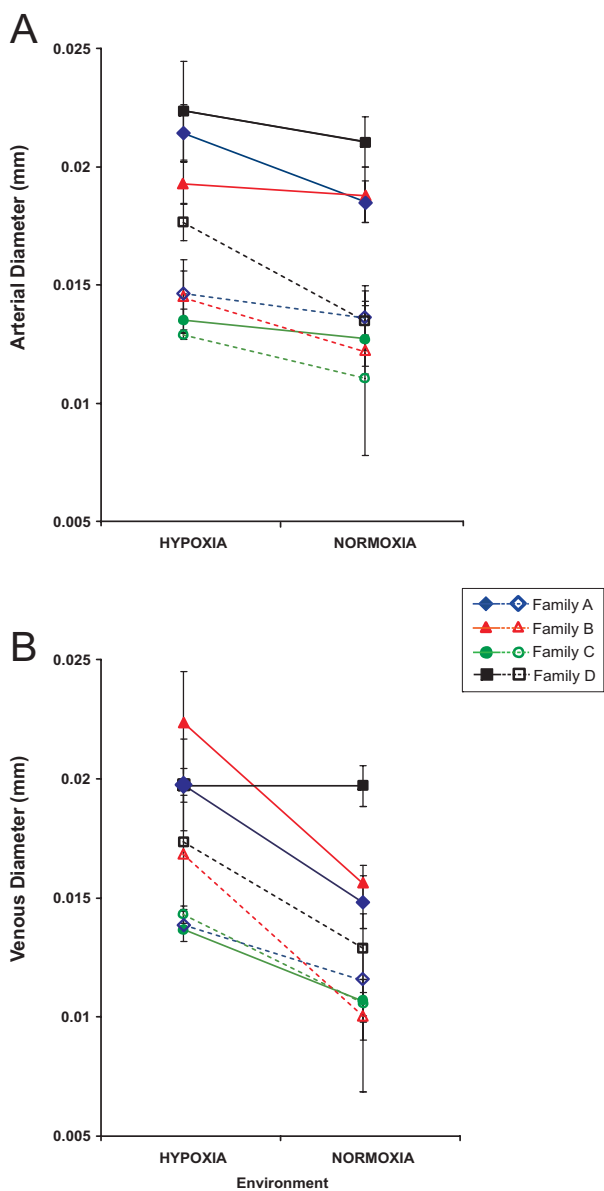 A
0.025
0.02
0.015
0.01
0.005
Arterial Diameter (mm)
HYPOXIA NORMOXIA
Family A
Family B
Family C
Family D
B
0.025
0.02
0.015
0.01
0.005
Venous Diameter (mm)
HYPOXIA NORMOXIA
Environment